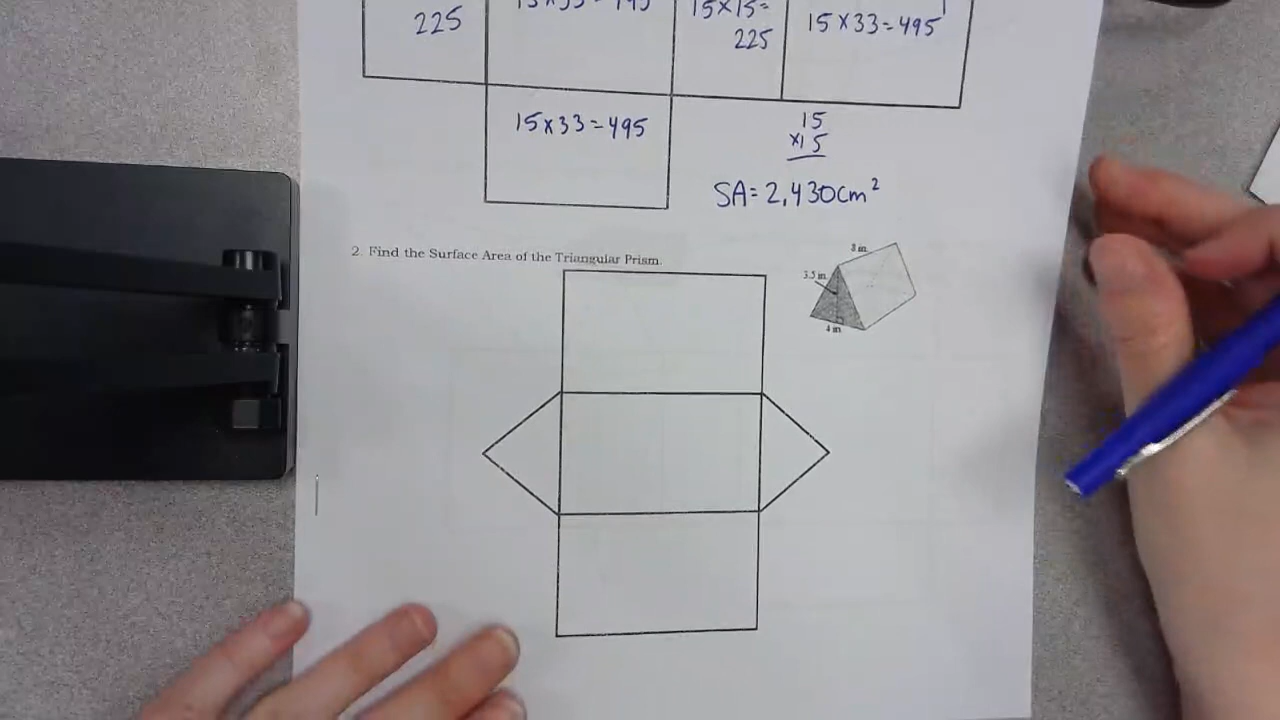 225
15×15=
225
15×33=495
15×33=495
15
×15
SA= 2,430cm²
2. Find the Surface Area of the Triangular Prism.
8 in.
3.5 in.
4 in.